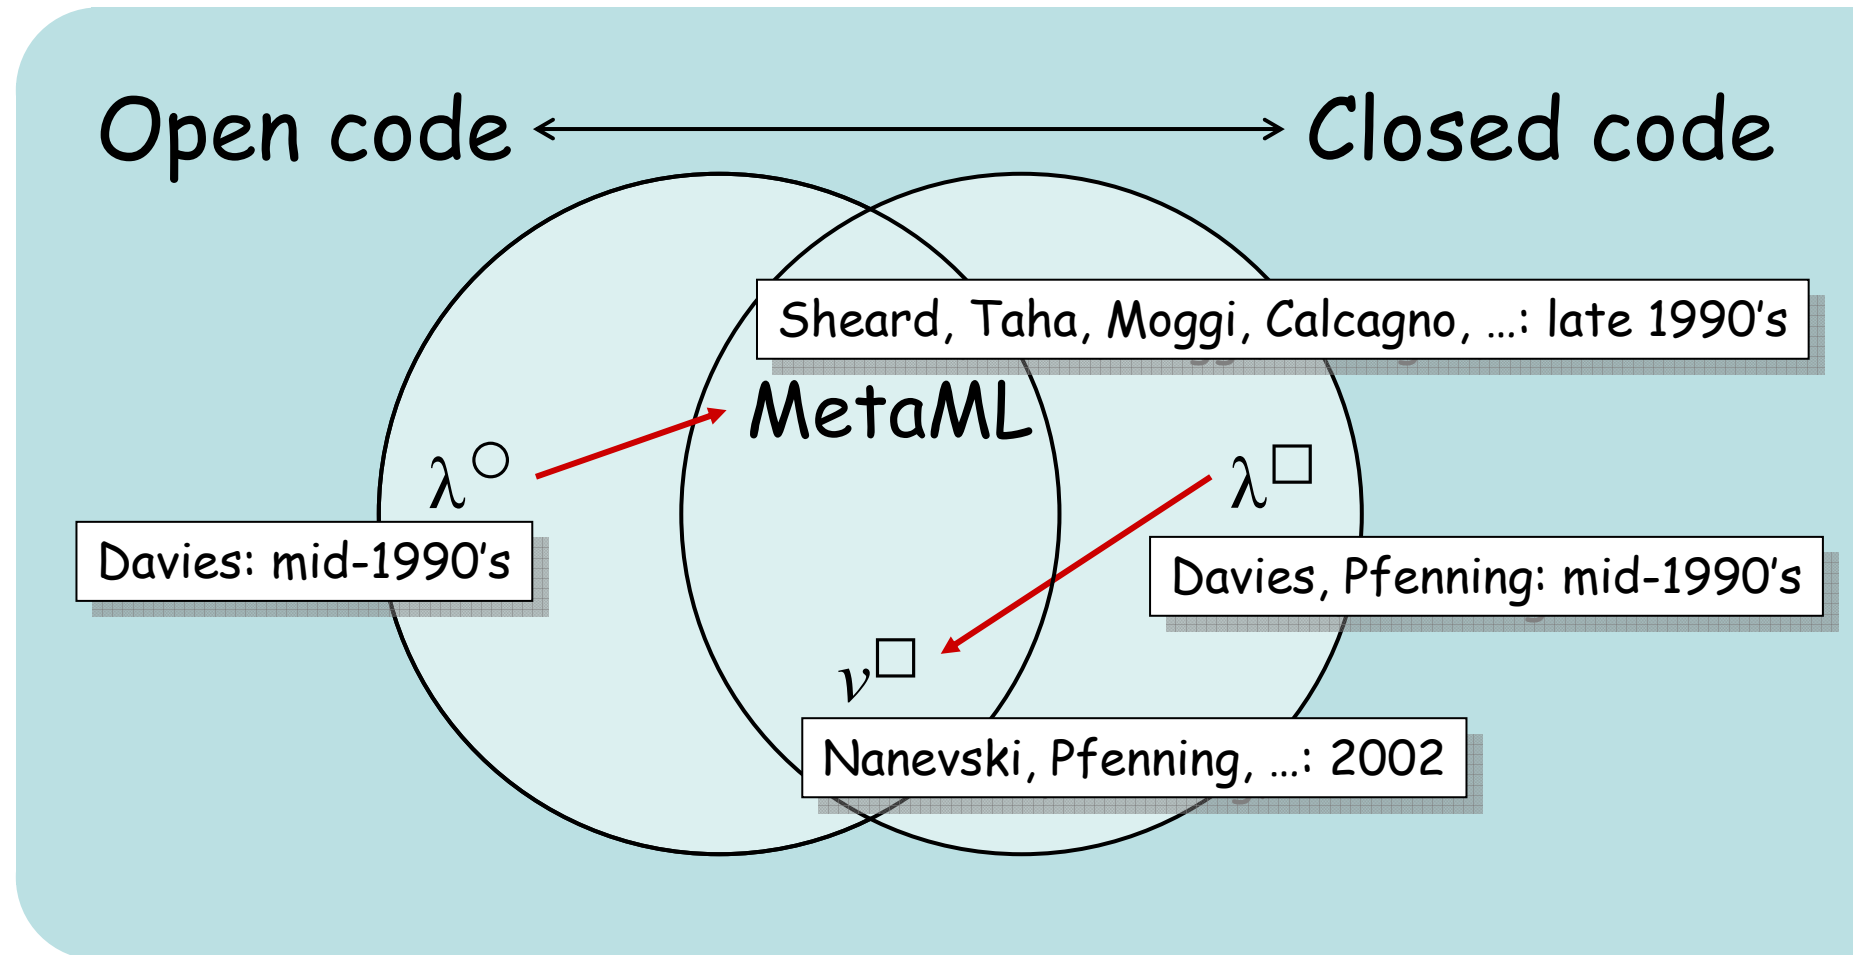 Open code
Closed code
Sheard, Taha, Moggi, Calcagno, …: late 1990's
MetaML
λ○
λ□
Davies: mid-1990's
Davies, Pfenning: mid-1990's
ν□
Nanevski, Pfenning, …: 2002